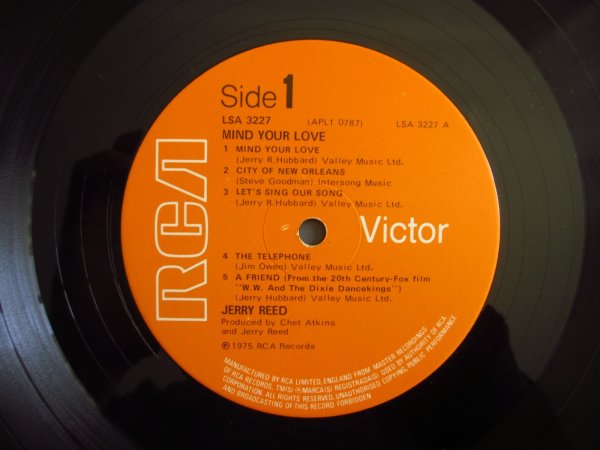 Side 1
LSA 3227 (APL1 0787) LSA 3227 A
MIND YOUR LOVE
1 MIND YOUR LOVE
(Jerry R. Hubbard) Valley Music Ltd.
2 CITY OF NEW ORLEANS
(Steve Goodman) Intersong Music
3 LET'S SING OUR SONG
(Jerry R. Hubbard) Valley Music Ltd.
RCA
Victor
4 THE TELEPHONE
(Jim Owen) Valley Music Ltd.
5 A FRIEND (From the 20th Century-Fox film
"W.W. And The Dixie Dancekings")
(Jerry Hubbard) Valley Music Ltd.
JERRY REED
Produced by Chet Atkins
and Jerry Reed
℗ 1975 RCA Records
MANUFACTURED BY RCA LIMITED, ENGLAND FROM MASTER RECORDINGS
OF RCA RECORDS, TM(S) ® MARCA(S) REGISTRADA(S) USED BY AUTHORITY OF RCA
CORPORATION. ALL RIGHTS RESERVED. UNAUTHORISED COPYING, PUBLIC PERFORMANCE
AND BROADCASTING OF THIS RECORD FORBIDDEN